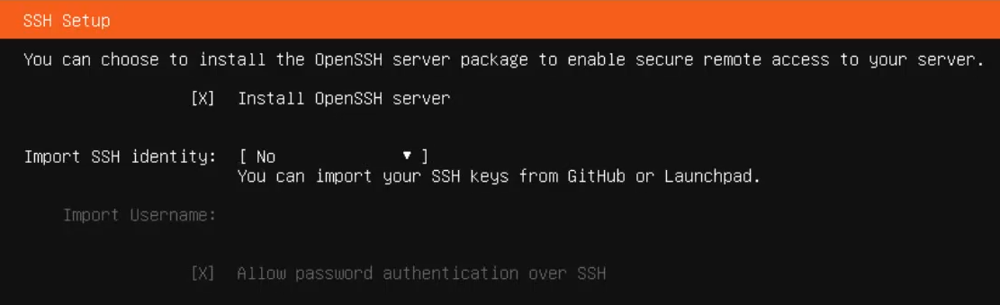 SSH Setup
You can choose to install the OpenSSH server package to enable secure remote access to your server.
[X] Install OpenSSH server
Import SSH identity: [ No ▼ ]
You can import your SSH keys from GitHub or Launchpad.
Import Username:
[X] Allow password authentication over SSH